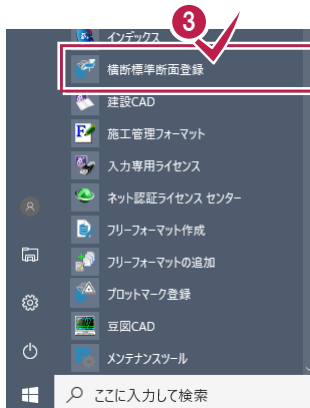 3
インデックス
横断標準断面登録
建設CAD
施工管理フォーマット
入力専用ライセンス
ネット認証ライセンス センター
フリーフォーマット作成
フリーフォーマットの追加
プロットマーク登録
豆図CAD
メンテナンスツール
ここに入力して検索